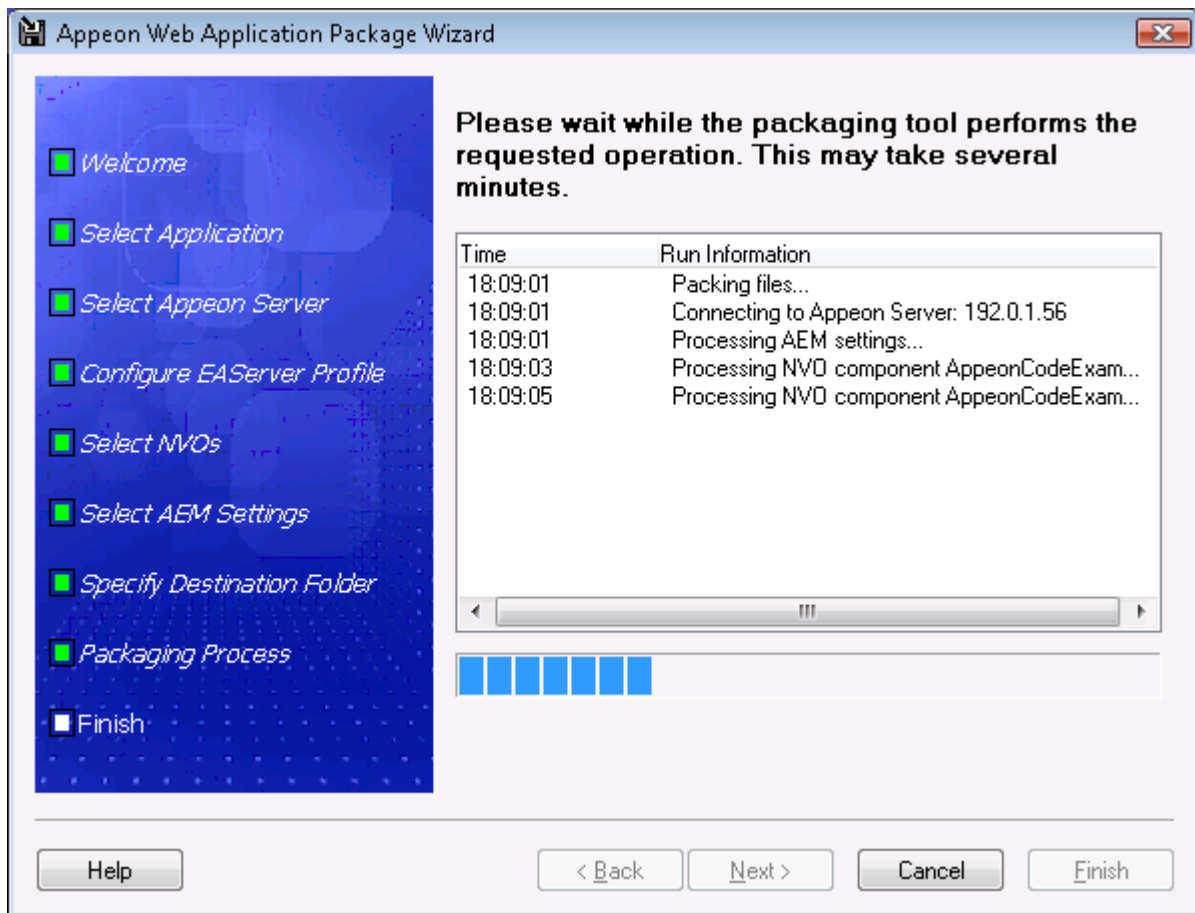 Appeon Web Application Package Wizard
Welcome
Select Application
Select Appeon Server
Configure EAServer Profile
Select NVOs
Select AEM Settings
Specify Destination Folder
Packaging Process
Finish
Please wait while the packaging tool performs the
requested operation. This may take several
minutes.
Time Run Information
18:09:01 Packing files...
18:09:01 Connecting to Appeon Server: 192.0.1.56
18:09:01 Processing AEM settings...
18:09:03 Processing NVO component AppeonCodeExam...
18:09:05 Processing NVO component AppeonCodeExam...
Help < Back Next > Cancel Finish